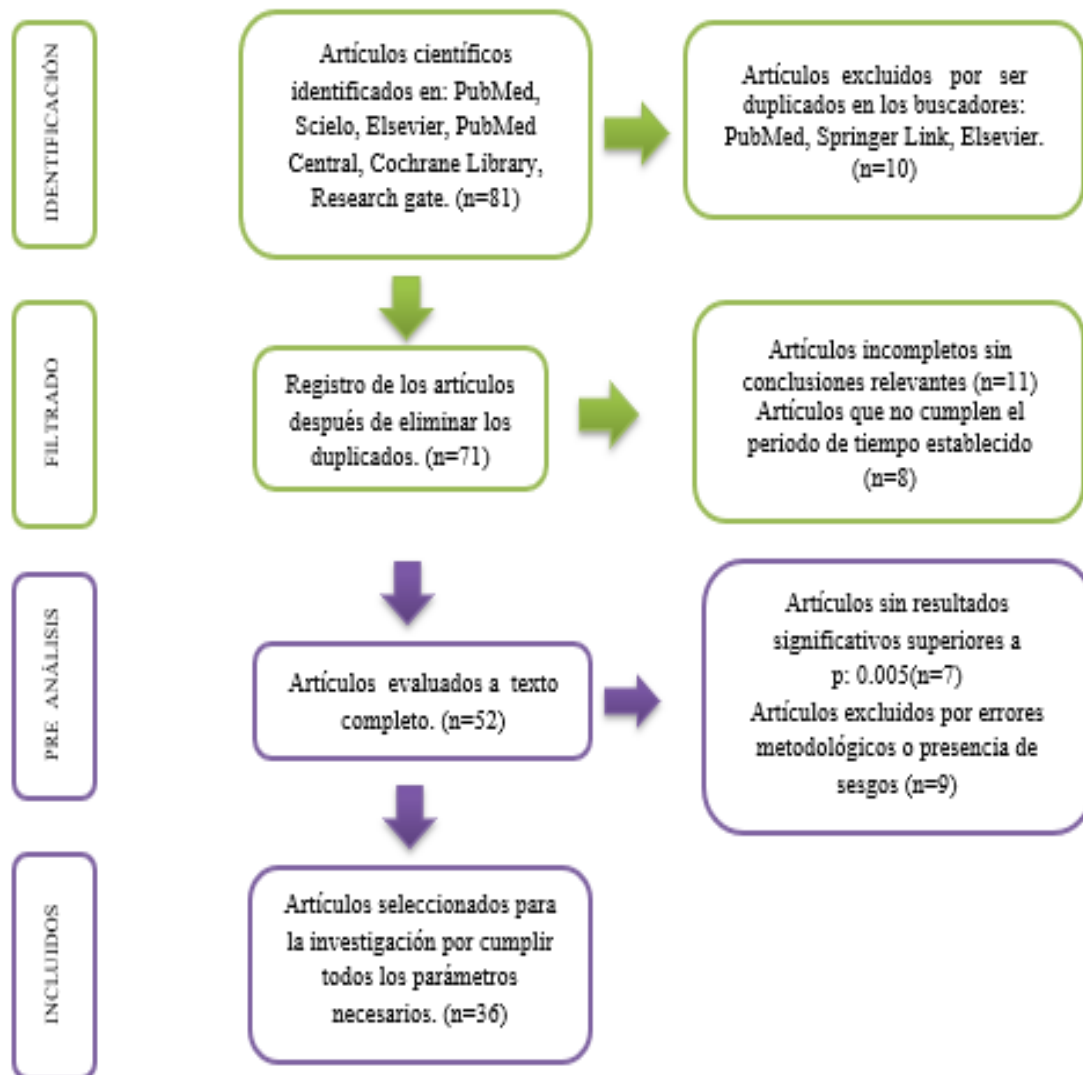 IDENTIFICACIÓN
Artículos científicos
identificados en: PubMed,
Scielo, Elsevier, PubMed
Central, Cochrane Library,
Research gate. (n=81)
Artículos excluidos por ser
duplicados en los buscadores:
PubMed, Springer Link, Elsevier.
(n=10)
FILTRADO
Registro de los artículos
después de eliminar los
duplicados. (n=71)
Artículos incompletos sin
conclusiones relevantes (n=11)
Artículos que no cumplen el
periodo de tiempo establecido
(n=8)
PRE ANÁLISIS
Artículos evaluados a texto
completo. (n=52)
Artículos sin resultados
significativos superiores a
p: 0.005(n=7)
Artículos excluidos por errores
metodológicos o presencia de
sesgos (n=9)
INCLUIDOS
Artículos seleccionados para
la investigación por cumplir
todos los parámetros
necesarios. (n=36)